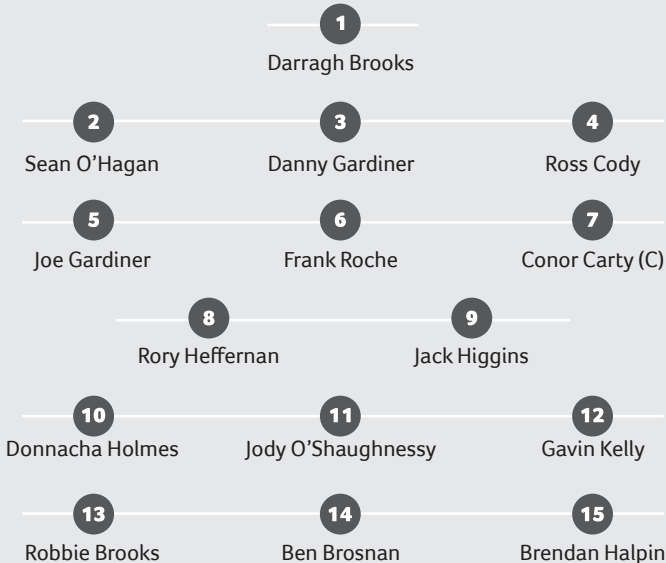 1
Darragh Brooks
2 3 4
Sean O’Hagan Danny Gardiner Ross Cody
5 6 7
Joe Gardiner Frank Roche Conor Carty (C)
8 9
Rory Heffernan Jack Higgins
10 11 12
Donnacha Holmes Jody O’Shaughnessy Gavin Kelly
13 14 15
Robbie Brooks Ben Brosnan Brendan Halpin